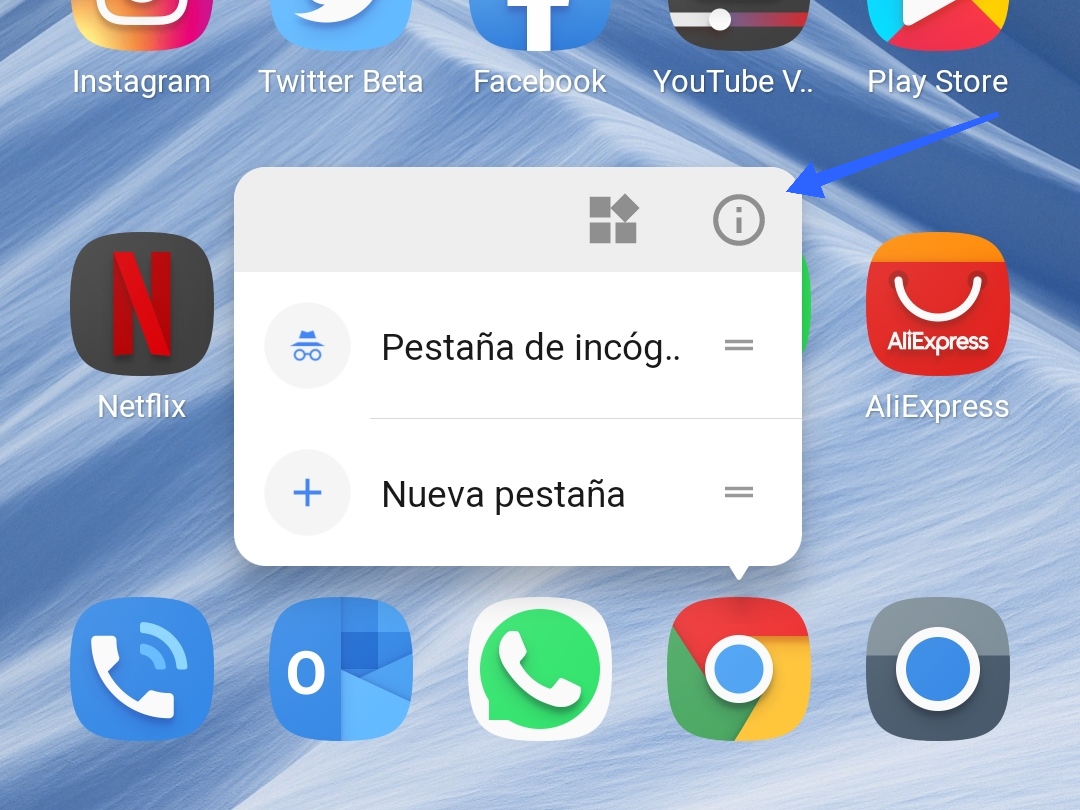 Instagram
Twitter Beta
Facebook
YouTube V..
Play Store
Netflix
AliExpress
AliExpress
Pestaña de incóg..
Nueva pestaña
O